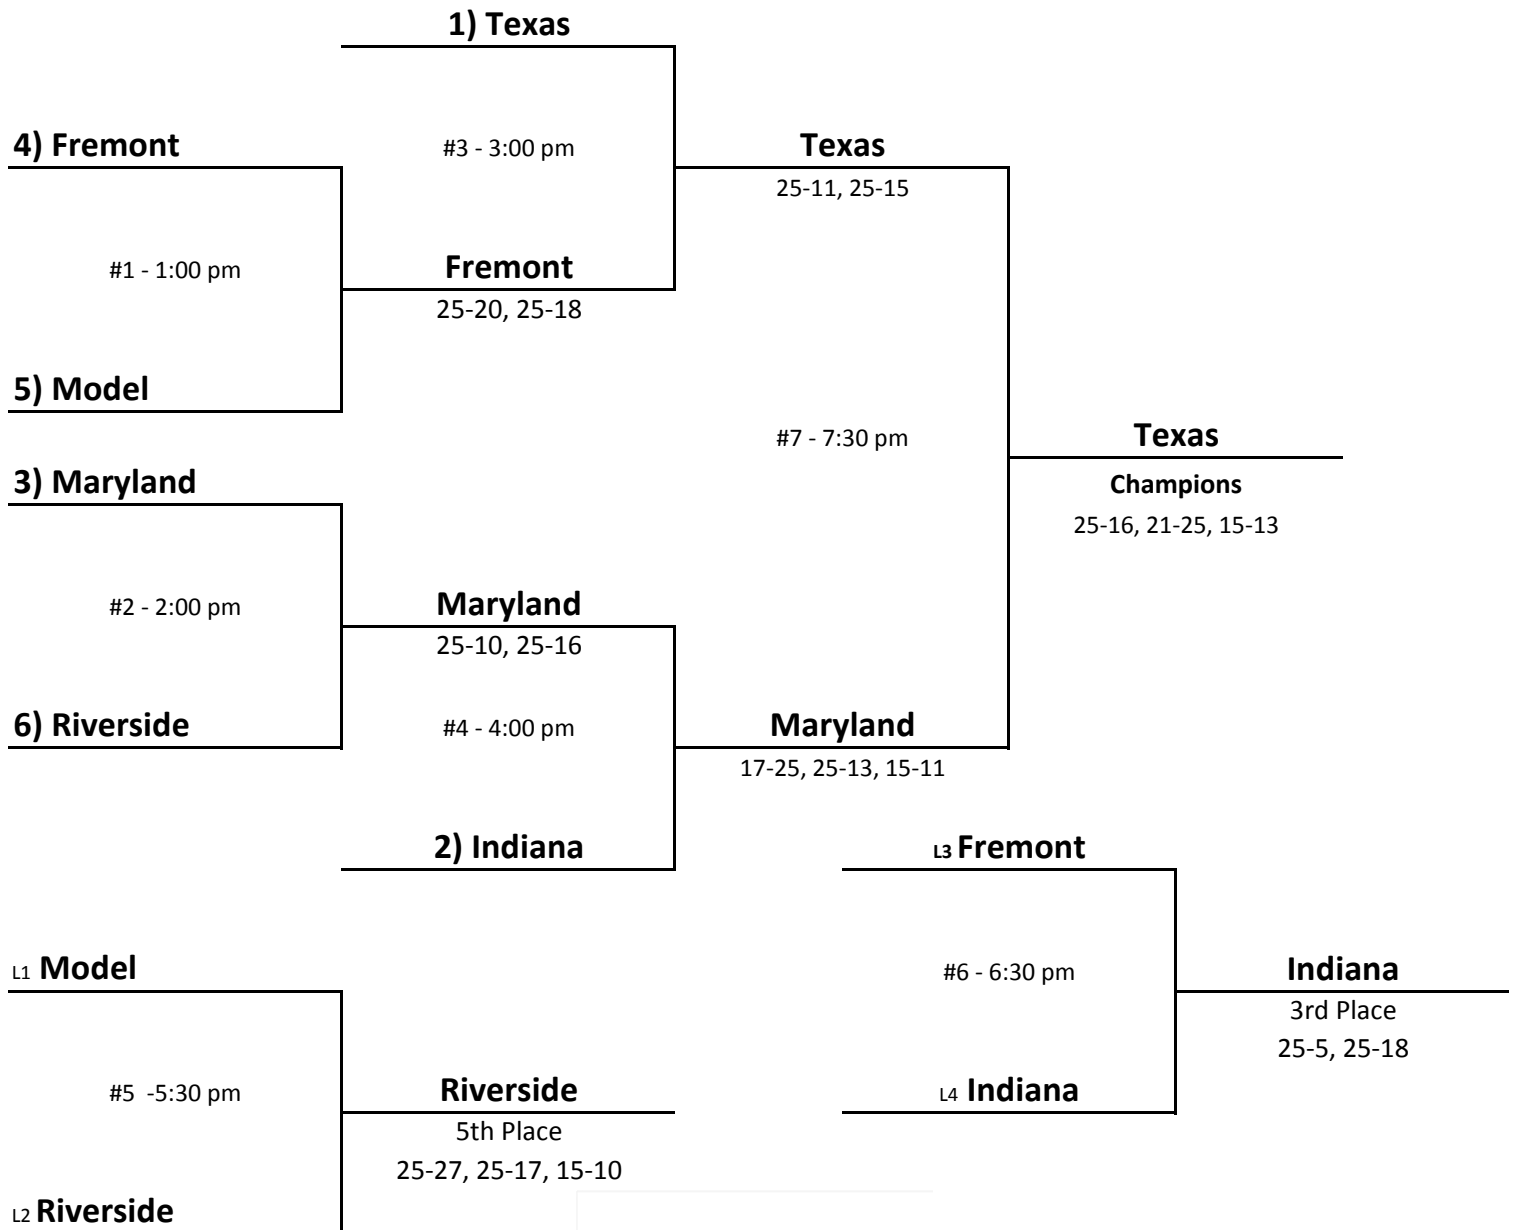 1) Texas
4) Fremont
#3 - 3:00 pm
Texas
25-11, 25-15
#1 - 1:00 pm
Fremont
25-20, 25-18
5) Model
#7 - 7:30 pm
Texas
Champions
25-16, 21-25, 15-13
3) Maryland
#2 - 2:00 pm
Maryland
25-10, 25-16
6) Riverside
#4 - 4:00 pm
Maryland
17-25, 25-13, 15-11
2) Indiana
L3 Fremont
L1 Model
#6 - 6:30 pm
Indiana
3rd Place
25-5, 25-18
#5 -5:30 pm
Riverside
5th Place
25-27, 25-17, 15-10
L4 Indiana
L2 Riverside